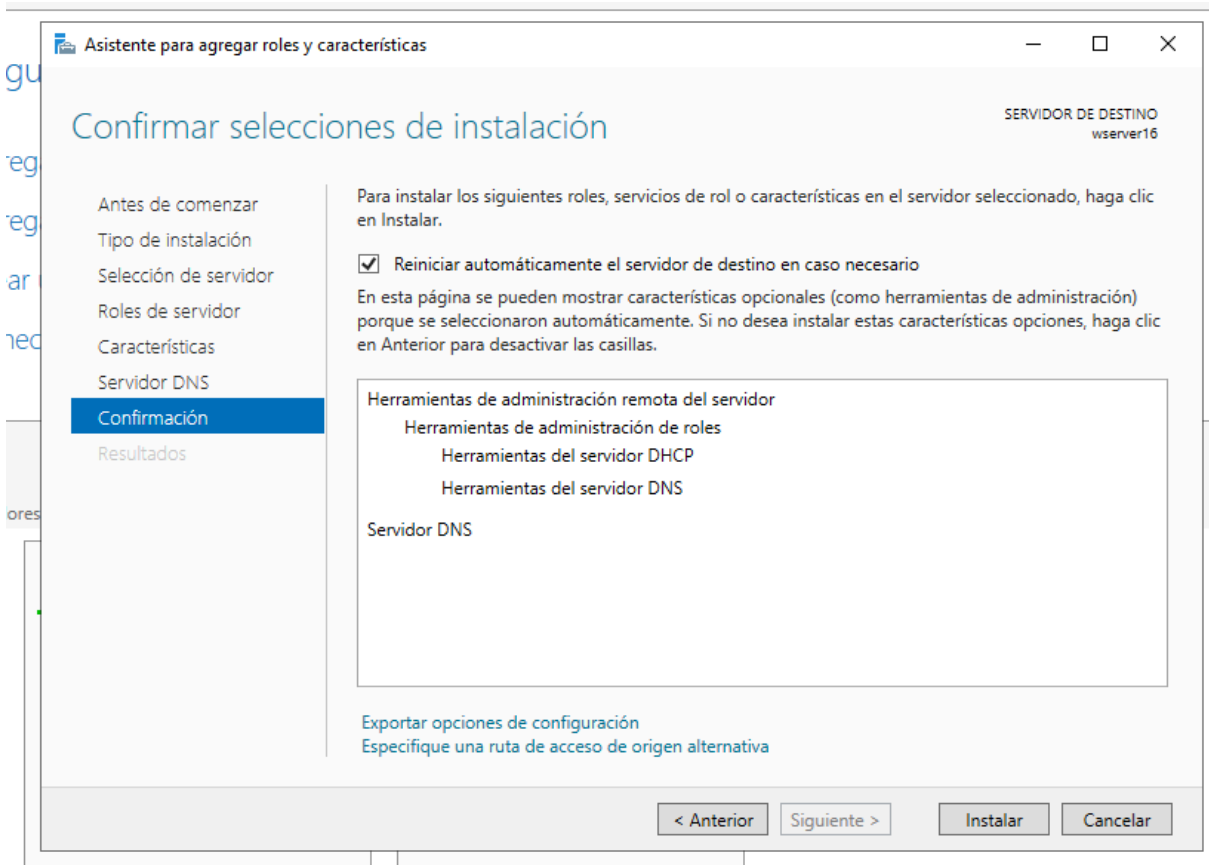 Asistente para agregar roles y características
Confirmar selecciones de instalación
SERVIDOR DE DESTINO
wserver16
Antes de comenzar
Tipo de instalación
Selección de servidor
Roles de servidor
Características
Servidor DNS
Confirmación
Resultados
Para instalar los siguientes roles, servicios de rol o características en el servidor seleccionado, haga clic
en Instalar.
Reiniciar automáticamente el servidor de destino en caso necesario
En esta página se pueden mostrar características opcionales (como herramientas de administración)
porque se seleccionaron automáticamente. Si no desea instalar estas características opciones, haga clic
en Anterior para desactivar las casillas.
Herramientas de administración remota del servidor
Herramientas de administración de roles
Herramientas del servidor DHCP
Herramientas del servidor DNS
Servidor DNS
Exportar opciones de configuración
Especifique una ruta de acceso de origen alternativa
< Anterior
Siguiente >
Instalar
Cancelar